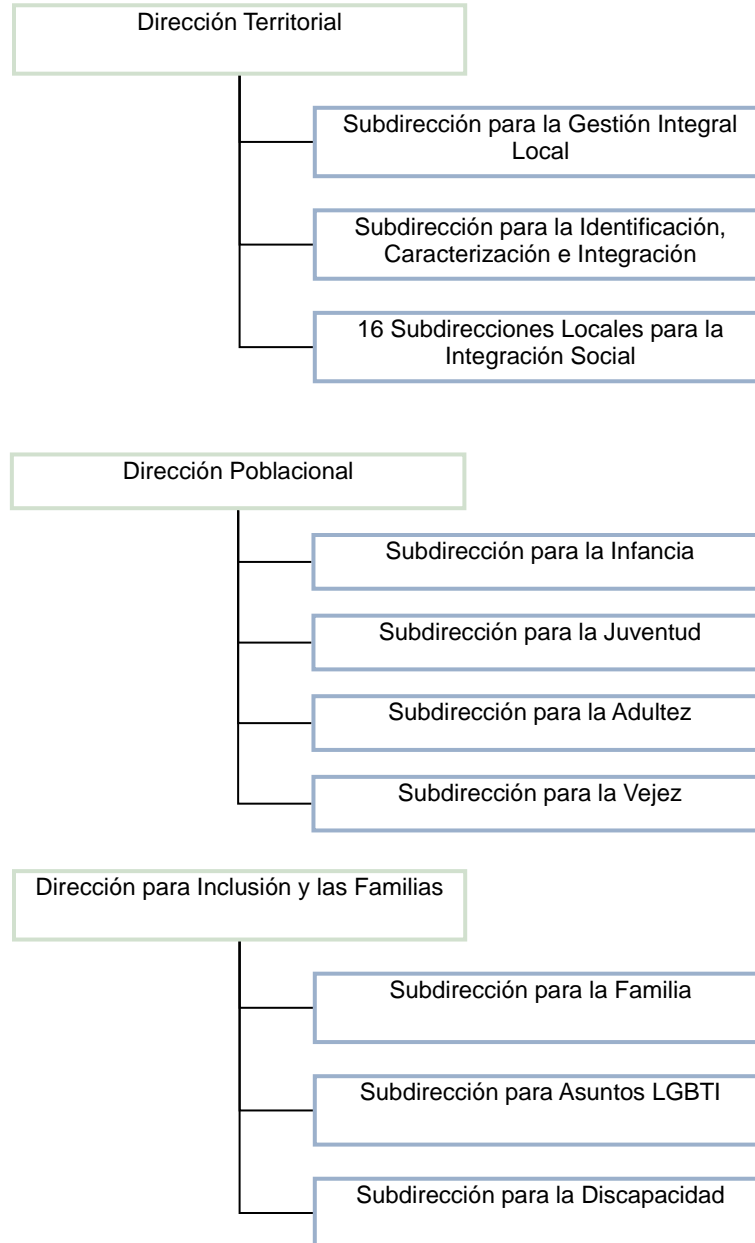 Dirección Territorial
Subdirección para la Gestión Integral
Local
Subdirección para la Identificación,
Caracterización e Integración
16 Subdirecciones Locales para la
Integración Social
Dirección Poblacional
Subdirección para la Infancia
Subdirección para la Juventud
Subdirección para la Adultez
Subdirección para la Vejez
Dirección para Inclusión y las Familias
Subdirección para la Familia
Subdirección para Asuntos LGBTI
Subdirección para la Discapacidad